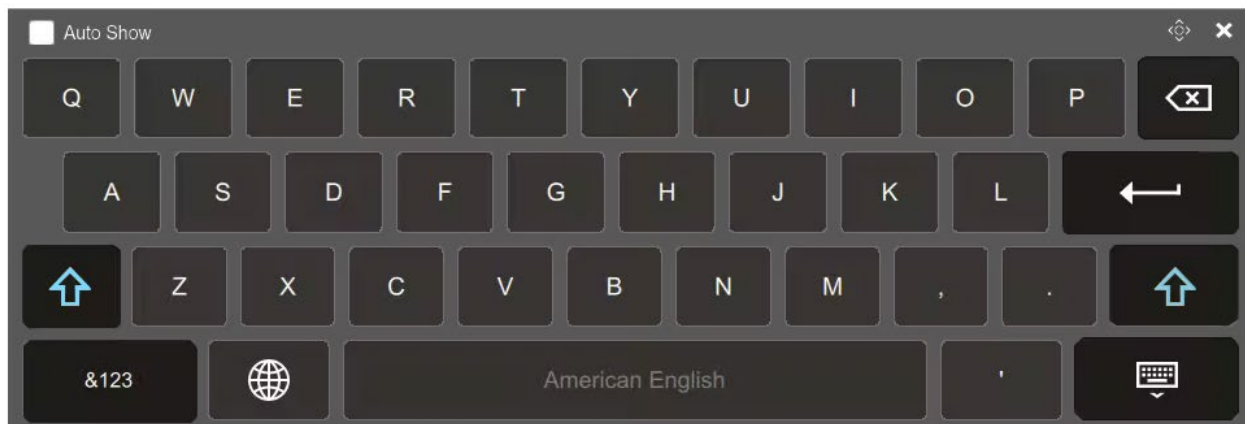 Auto Show
Q W E R T Y U I O P
A S D F G H J K L
Z X C V B N M , .
&123 American English '